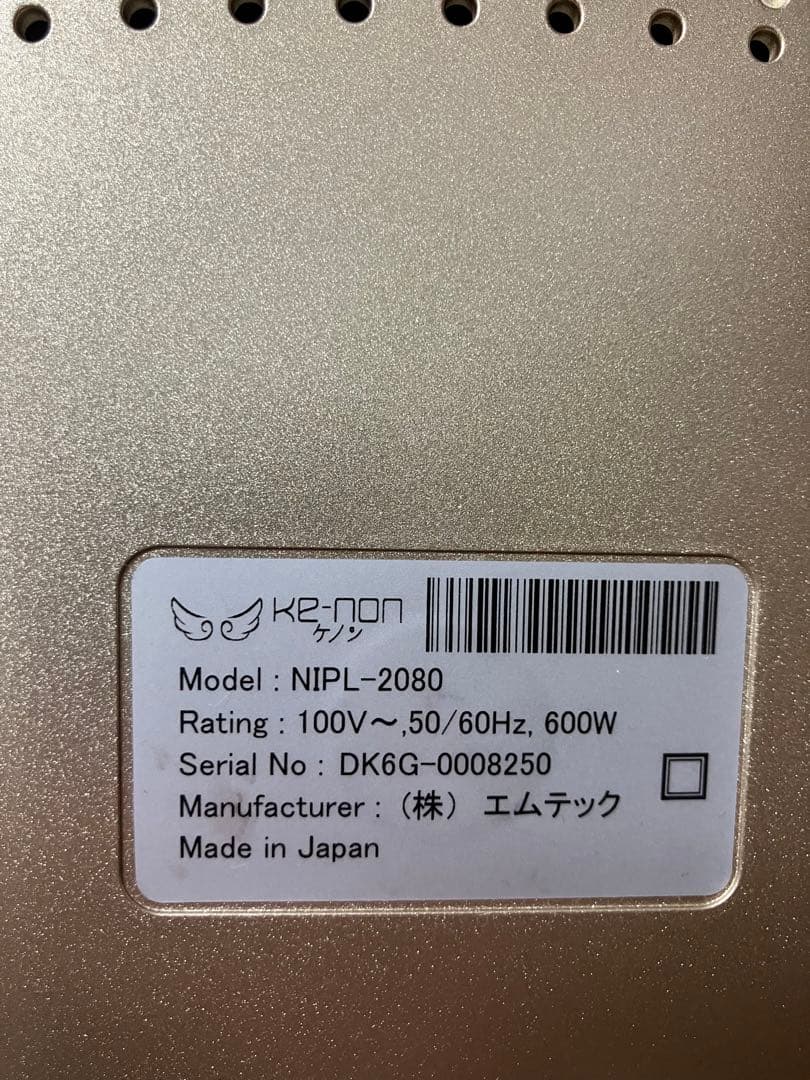 ke-non
ケノン
Model : NIPL-2080
Rating : 100V～,50/60Hz, 600W
Serial No : DK6G-0008250
Manufacturer : （株） エムテック
Made in Japan